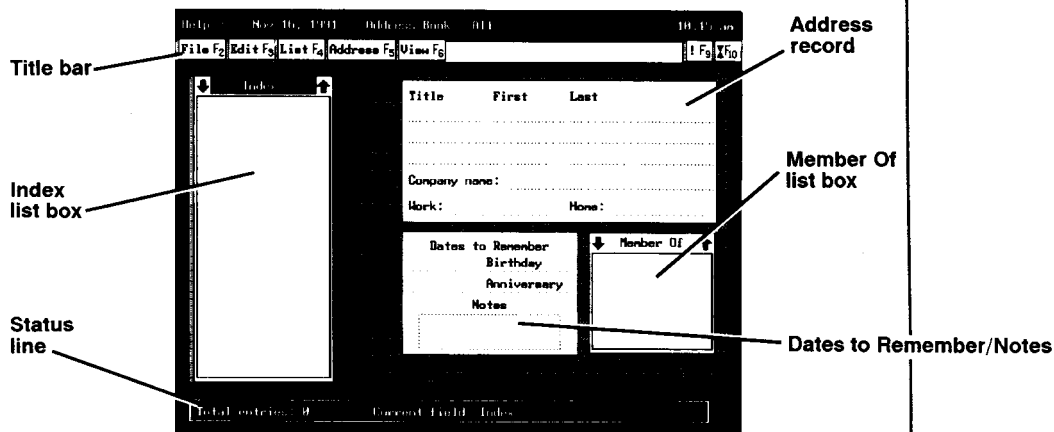 Help Nov 16, 1991 Address Book All 10:15 am
File F2 Edit F3 List F4 Address F5 View F6 ! F9 F10
Title bar
Address record
Index
Title First Last
Index list box
Company name:
Work: Home:
Member Of list box
Dates to Remember
Birthday
Anniversary
Notes
Member Of
Dates to Remember/Notes
Status line
Total entries: 0 Current field Index